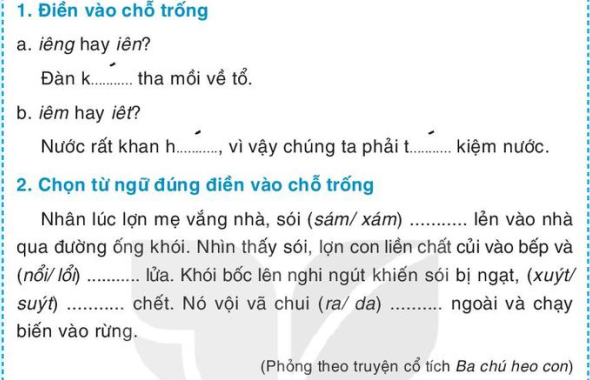 1. Điền vào chỗ trống
a. iêng hay iên?
Đàn k........... tha mồi về tổ.
b. iêm hay iêt?
Nước rất khan h..........., vì vậy chúng ta phải t........... kiệm nước.
2. Chọn từ ngữ đúng điền vào chỗ trống
Nhân lúc lợn mẹ vắng nhà, sói (sám/ xám) ........... lẻn vào nhà
qua đường ống khói. Nhìn thấy sói, lợn con liền chất củi vào bếp và
(nổi/ lổi) ........... lửa. Khói bốc lên nghi ngút khiến sói bị ngạt, (xuýt/
suýt) ........... chết. Nó vội vã chui (ra/ da) .......... ngoài và chạy
biến vào rừng.
(Phỏng theo truyện cổ tích Ba chú heo con)